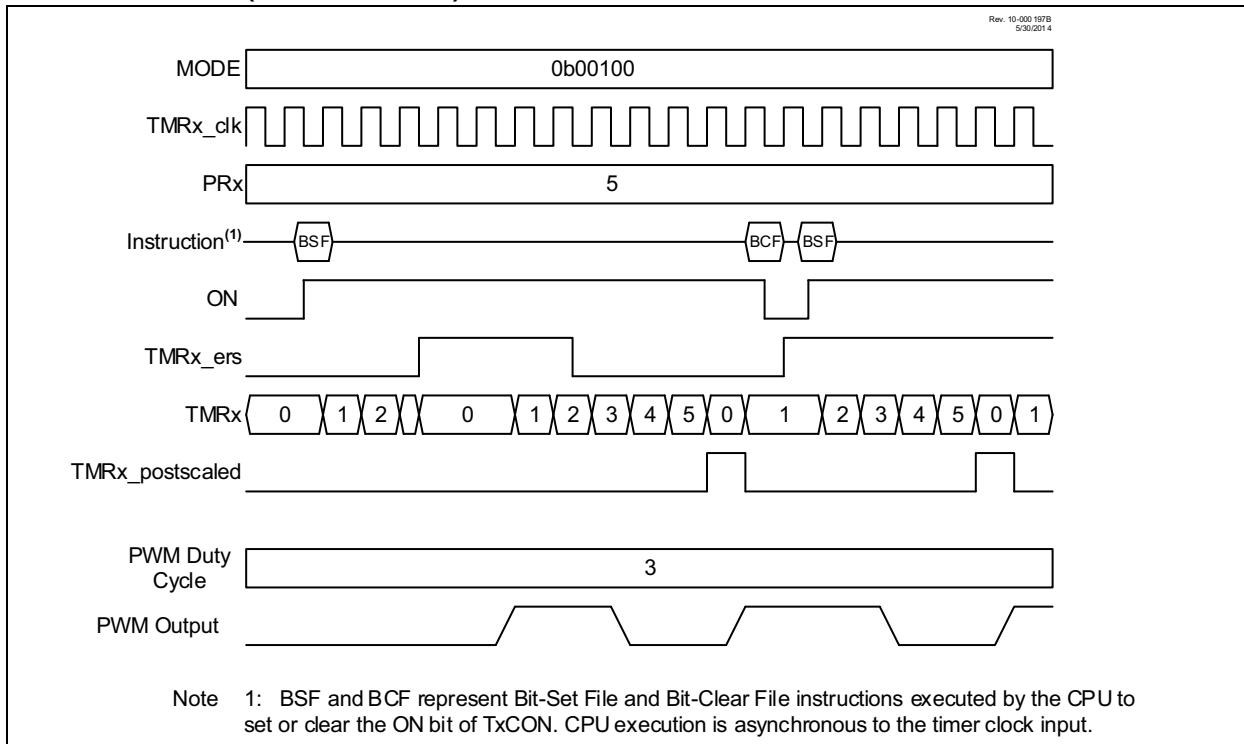 Rev. 10-000 197B
5/30/2014
MODE 0b00100
TMRx_clk
PRx 5
Instruction(1) BSF BCF BSF
ON
TMRx_ers
TMRx 0 1 2 0 1 2 3 4 5 0 1 2 3 4 5 0 1
TMRx_postscaled
PWM Duty
Cycle
3
PWM Output
Note 1: BSF and BCF represent Bit-Set File and Bit-Clear File instructions executed by the CPU to
set or clear the ON bit of TxCON. CPU execution is asynchronous to the timer clock input.